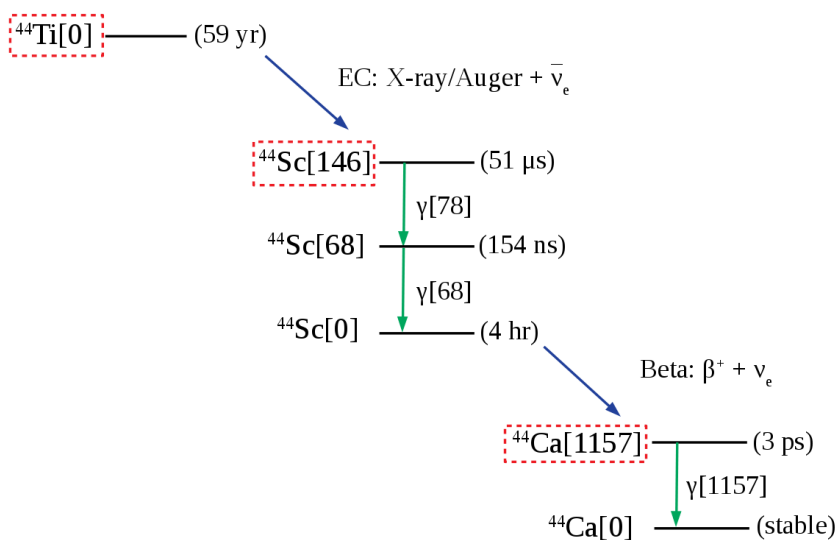 ⁴⁴Ti[0] (59 yr)
EC: X-ray/Auger + ν̅ₑ
⁴⁴Sc[146] (51 μs)
γ[78]
⁴⁴Sc[68] (154 ns)
γ[68]
⁴⁴Sc[0] (4 hr)
Beta: β⁺ + νₑ
⁴⁴Ca[1157] (3 ps)
γ[1157]
⁴⁴Ca[0] (stable)